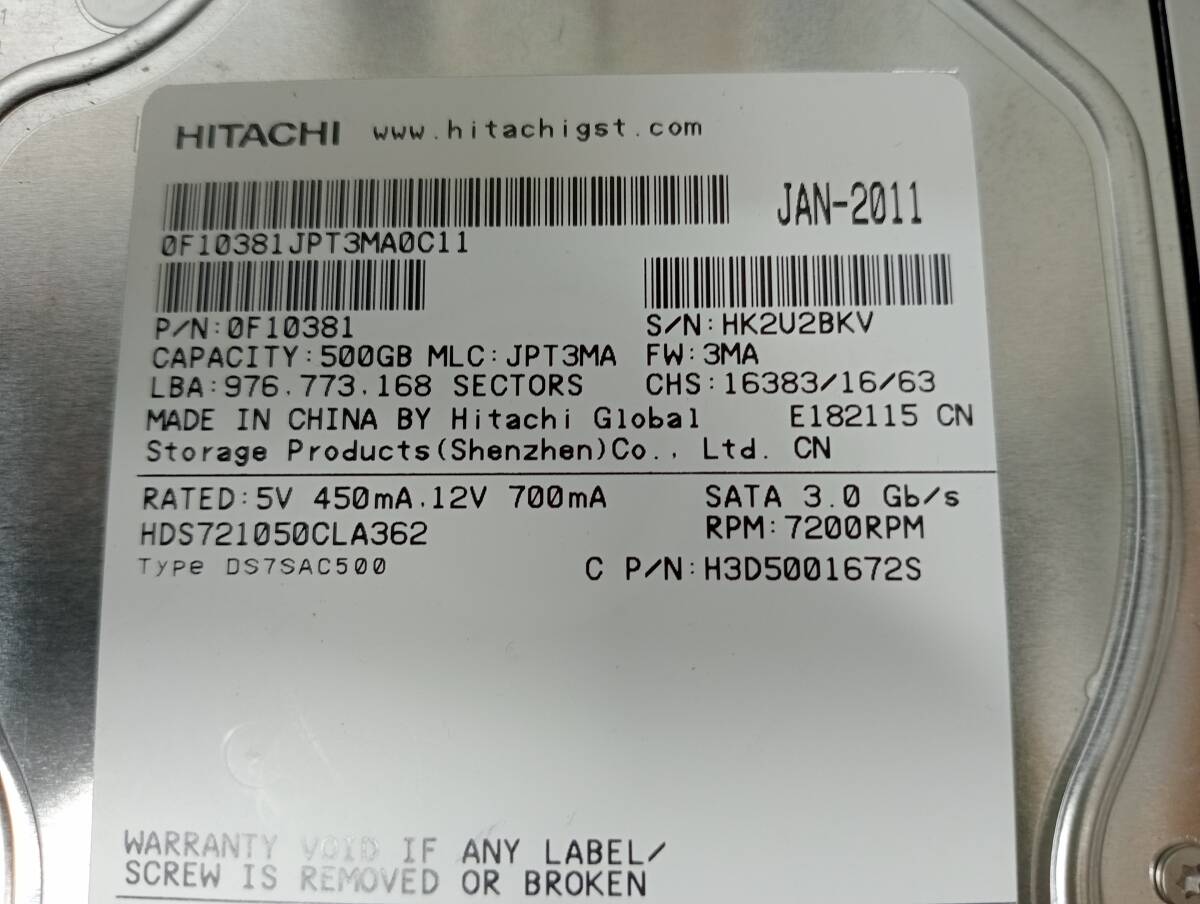 HITACHI www.hitachigst.com
JAN-2011
0F10381JPT3MA0C11
P/N:0F10381 S/N:HK2U2BKV
CAPACITY:500GB MLC:JPT3MA FW:3MA
LBA:976,773,168 SECTORS CHS:16383/16/63
MADE IN CHINA BY Hitachi Global E182115 CN
Storage Products(Shenzhen)Co., Ltd. CN
RATED:5V 450mA,12V 700mA SATA 3.0 Gb/s
HDS721050CLA362 RPM:7200RPM
Type DS7SAC500 C P/N:H3D5001672S
WARRANTY VOID IF ANY LABEL/
SCREW IS REMOVED OR BROKEN